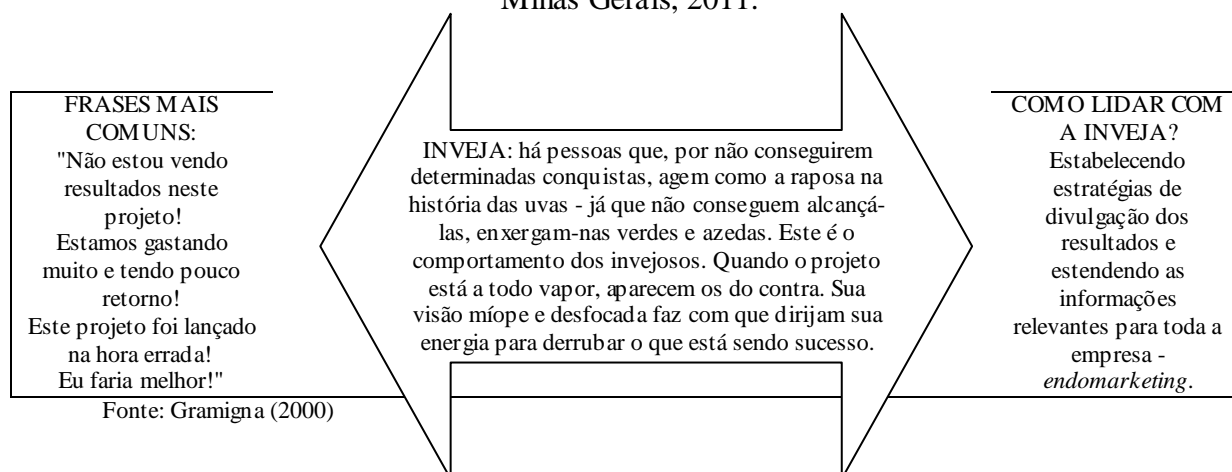 Minas Gerais, 2011.
FRASES MAIS
COMUNS:
"Não estou vendo
resultados neste
projeto!
Estamos gastando
muito e tendo pouco
retorno!
Este projeto foi lançado
na hora errada!
Eu faria melhor!"
INVEJA: há pessoas que, por não conseguirem
determinadas conquistas, agem como a raposa na
história das uvas - já que não conseguem alcançá-
las, enxergam-nas verdes e azedas. Este é o
comportamento dos invejosos. Quando o projeto
está a todo vapor, aparecem os do contra. Sua
visão míope e desfocada faz com que dirijam sua
energia para derrubar o que está sendo sucesso.
COMO LIDAR COM
A INVEJA?
Estabelecendo
estratégias de
divulgação dos
resultados e
estendendo as
informações
relevantes para toda a
empresa -
endomarketing.
Fonte: Gramigna (2000)